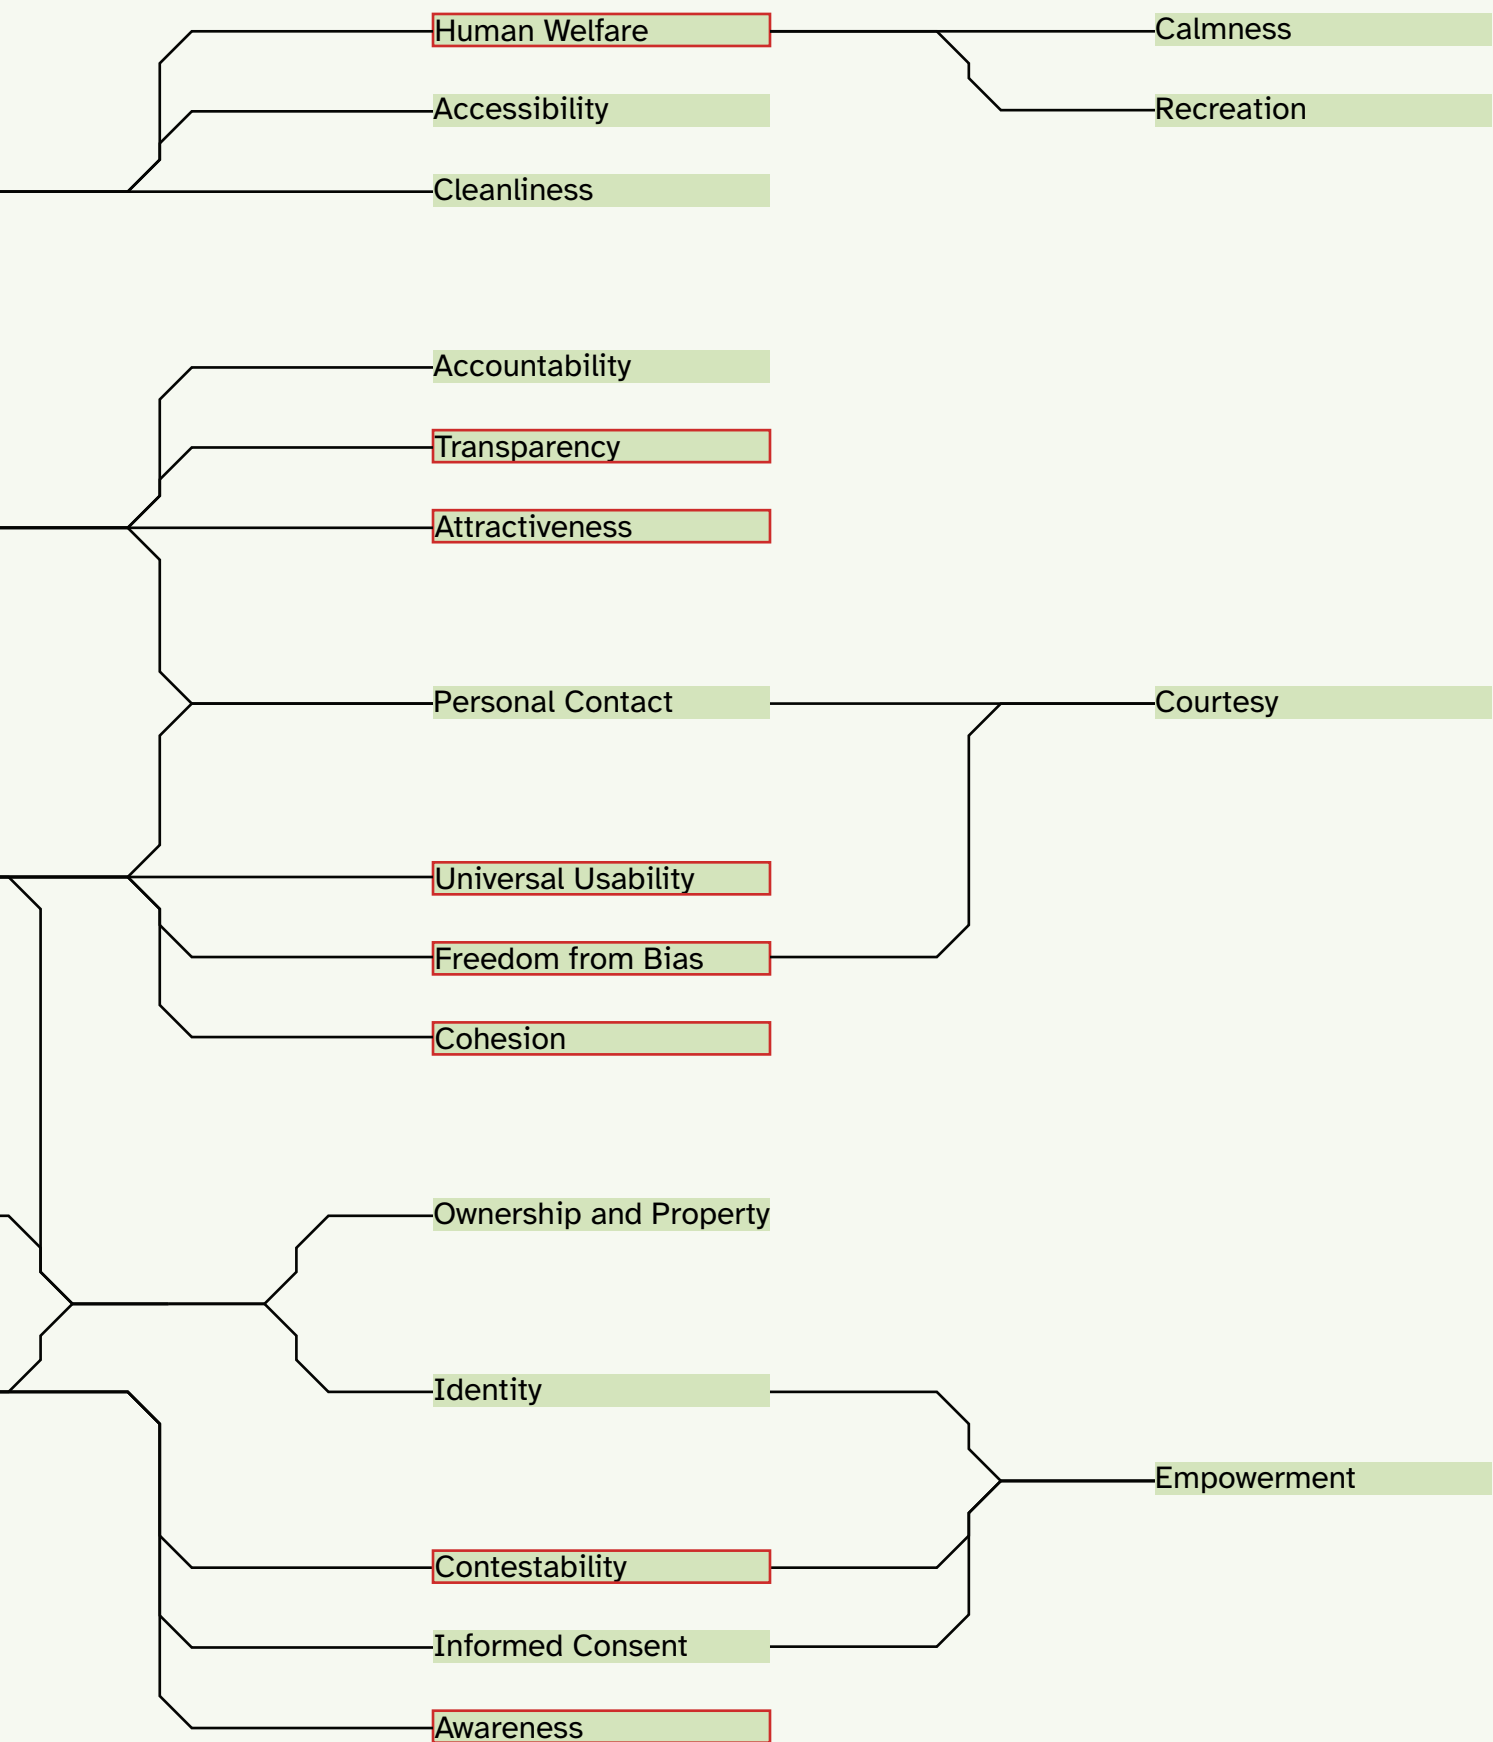 Human Welfare
Calmness
Accessibility
Recreation
Cleanliness
Accountability
Transparency
Attractiveness
Personal Contact
Courtesy
Universal Usability
Freedom from Bias
Cohesion
Ownership and Property
Identity
Empowerment
Contestability
Informed Consent
Awareness